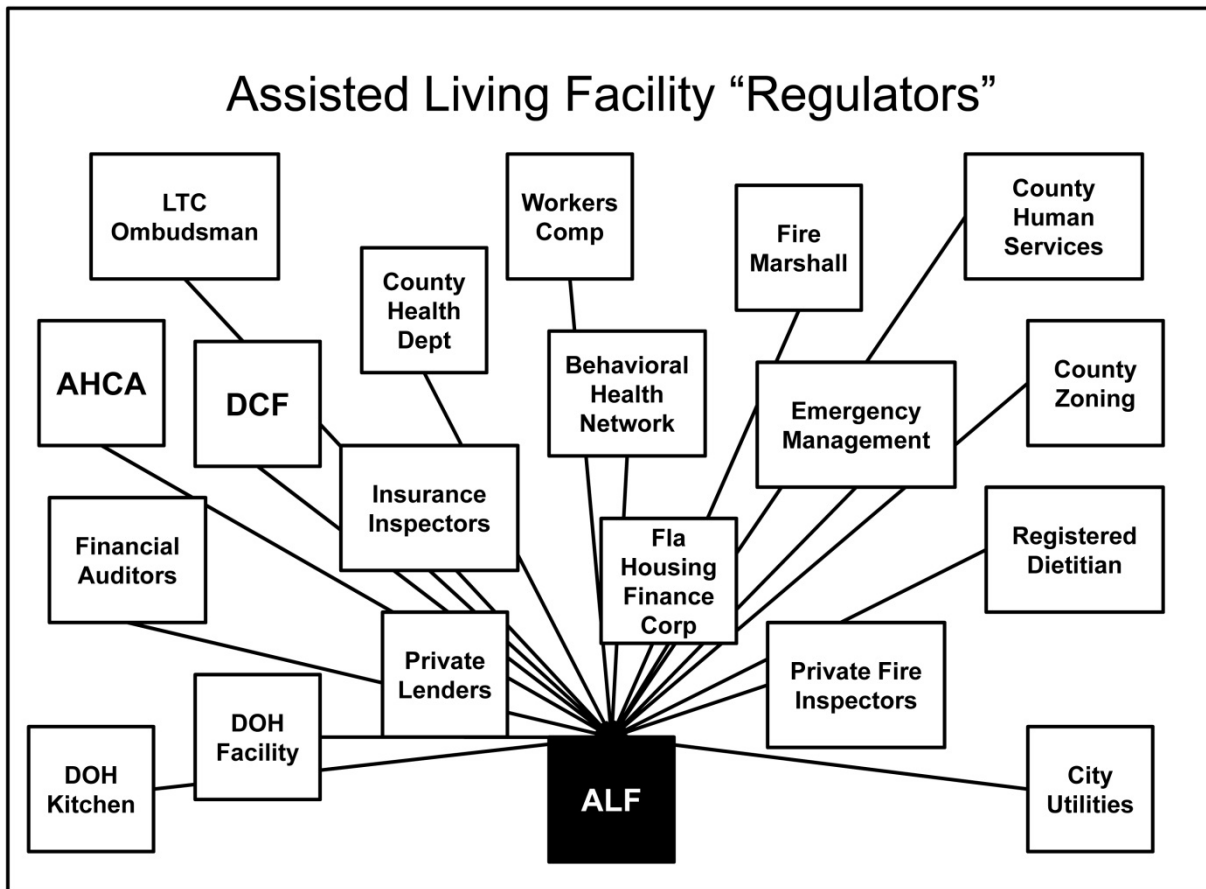 Assisted Living Facility “Regulators”
LTC
Ombudsman
Workers
Comp
County
Human
Services
Fire
Marshall
County
Health
Dept
AHCA
DCF
Behavioral
Health
Network
Emergency
Management
County
Zoning
Insurance
Inspectors
Financial
Auditors
Fla
Housing
Finance
Corp
Registered
Dietitian
Private
Lenders
Private Fire
Inspectors
DOH
Facility
DOH
Kitchen
ALF
City
Utilities